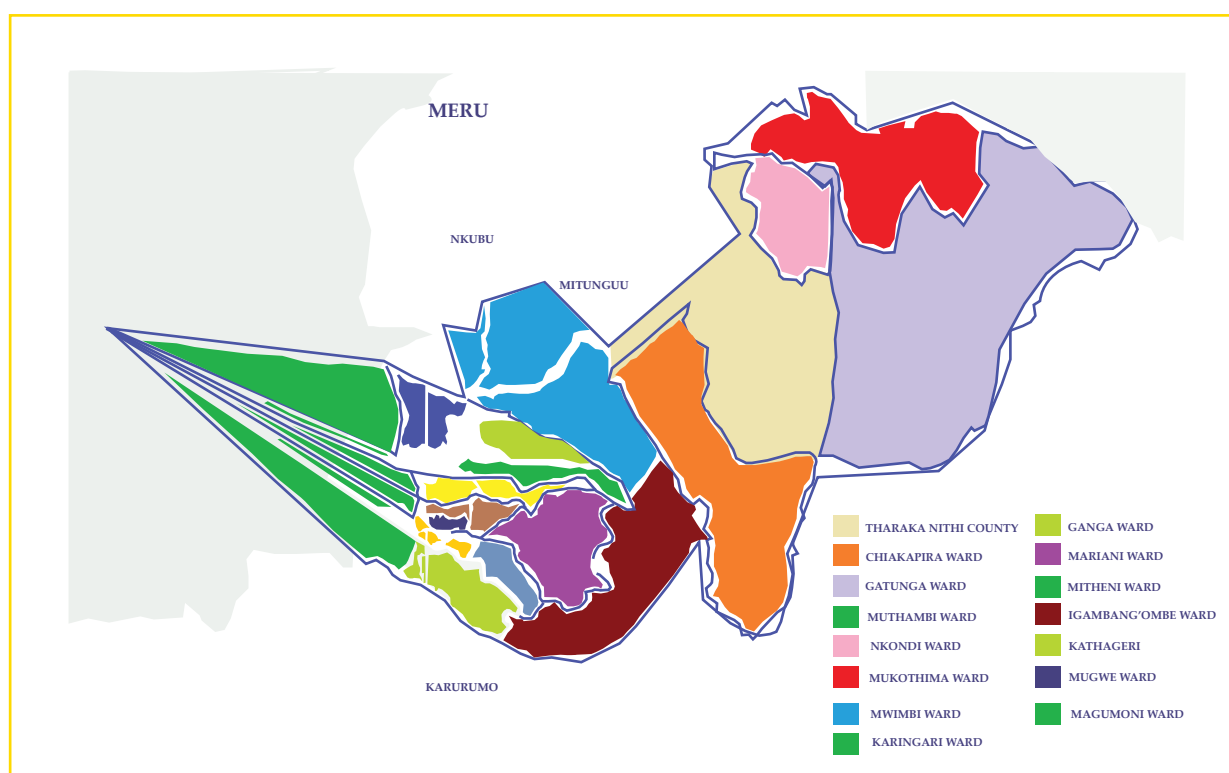 MERU
NKUBU
MITUNGUU
KARURUMO
THARAKA NITHI COUNTY
CHIAKAPIRA WARD
GATUNGA WARD
MUTHAMBI WARD
NKONDI WARD
MUKOTHIMA WARD
MWIMBI WARD
KARINGARI WARD
GANGA WARD
MARIANI WARD
MITHENI WARD
IGAMBANG'OMBE WARD
KATHAGERI
MUGWE WARD
MAGUMONI WARD